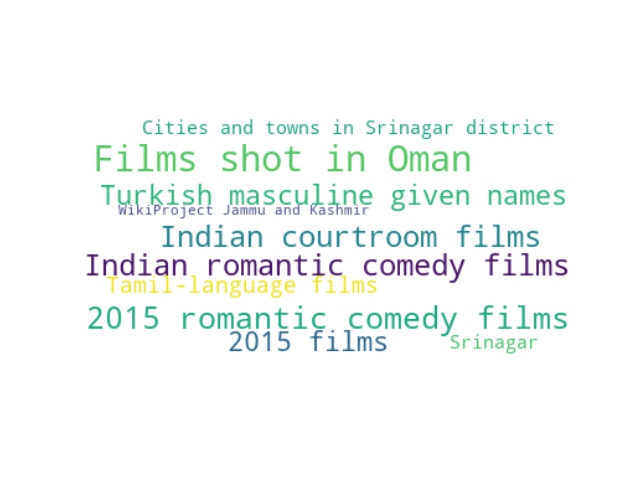 Cities and towns in Srinagar district
Films shot in Oman
Turkish masculine given names
WikiProject Jammu and Kashmir
Indian courtroom films
Indian romantic comedy films
Tamil-language films
2015 romantic comedy films
2015 films
Srinagar